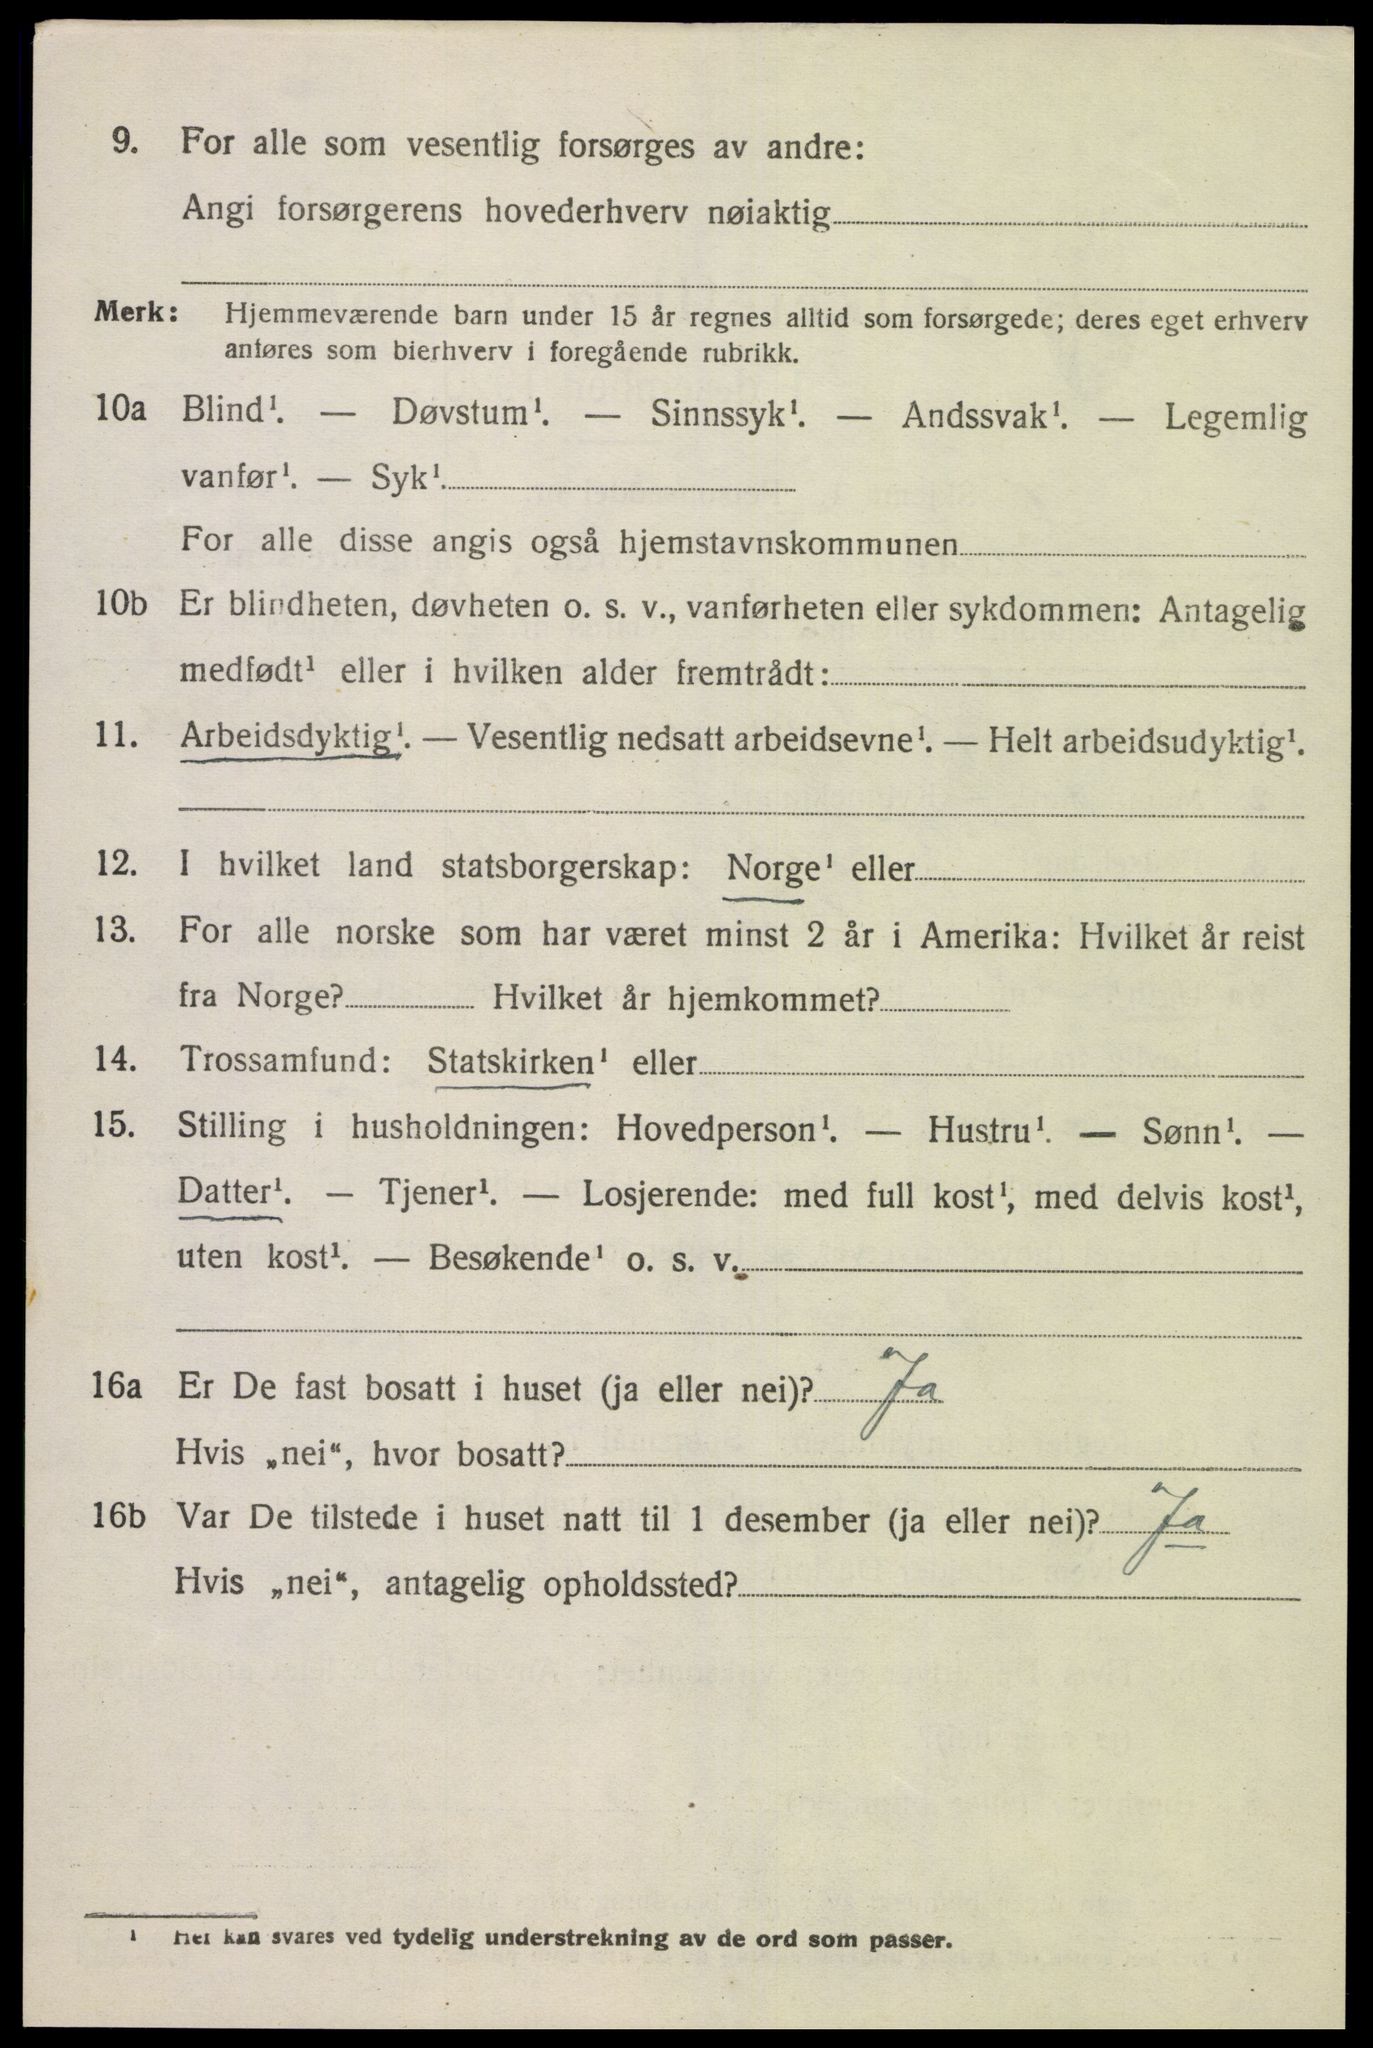 9. For alle som vesentlig forsørges av andre:
Angi forsørgerens hovederhverv nøiaktig
Merk: Hjemmeværende barn under 15 år regnes alltid som forsørgede; deres eget erhverv
anføres som bierhverv i foregående rubrikk.
10a Blind¹. — Døvstum¹. — Sinnssyk¹. — Andssvak¹. — Legemlig
vanfør¹. — Syk¹.
For alle disse angis også hjemstavnskommunen
10b Er blindheten, døvheten o. s. v., vanførheten eller sykdommen: Antagelig
medfødt¹ eller i hvilken alder fremtrådt:
11. Arbeidsdyktig¹. — Vesentlig nedsatt arbeidsevne¹. — Helt arbeidsudyktig¹.
12. I hvilket land statsborgerskap: Norge¹ eller
13. For alle norske som har været minst 2 år i Amerika: Hvilket år reist
fra Norge? Hvilket år hjemkommet?
14. Trossamfund: Statskirken¹ eller
15. Stilling i husholdningen: Hovedperson¹. — Hustru¹. — Sønn¹. —
Datter¹. — Tjener¹. — Losjerende: med full kost¹, med delvis kost¹,
uten kost¹. — Besøkende¹ o. s. v.
16a Er De fast bosatt i huset (ja eller nei)? Ja
Hvis „nei“, hvor bosatt?
16b Var De tilstede i huset natt til 1 desember (ja eller nei)? Ja
Hvis „nei“, antagelig opholdssted?
¹ Her kan svares ved tydelig understrekning av de ord som passer.